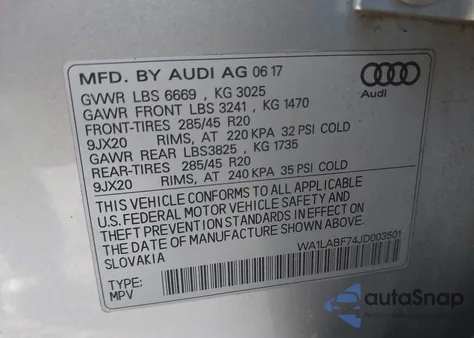 MFD. BY AUDI AG 06 17
GVWR LBS 6669 , KG 3025
GAWR FRONT LBS 3241 , KG 1470
FRONT-TIRES 285/45 R20
9JX20 RIMS, AT 220 KPA 32 PSI COLD
GAWR REAR LBS3825 , KG 1735
REAR-TIRES 285/45 R20
9JX20 RIMS, AT 240 KPA 35 PSI COLD
THIS VEHICLE CONFORMS TO ALL APPLICABLE
U.S. FEDERAL MOTOR VEHICLE SAFETY AND
THEFT PREVENTION STANDARDS IN EFFECT ON
THE DATE OF MANUFACTURE SHOWN ABOVE.
SLOVAKIA
WA1LABF74JD003501
TYPE:
MPV
Audi
autoSnap